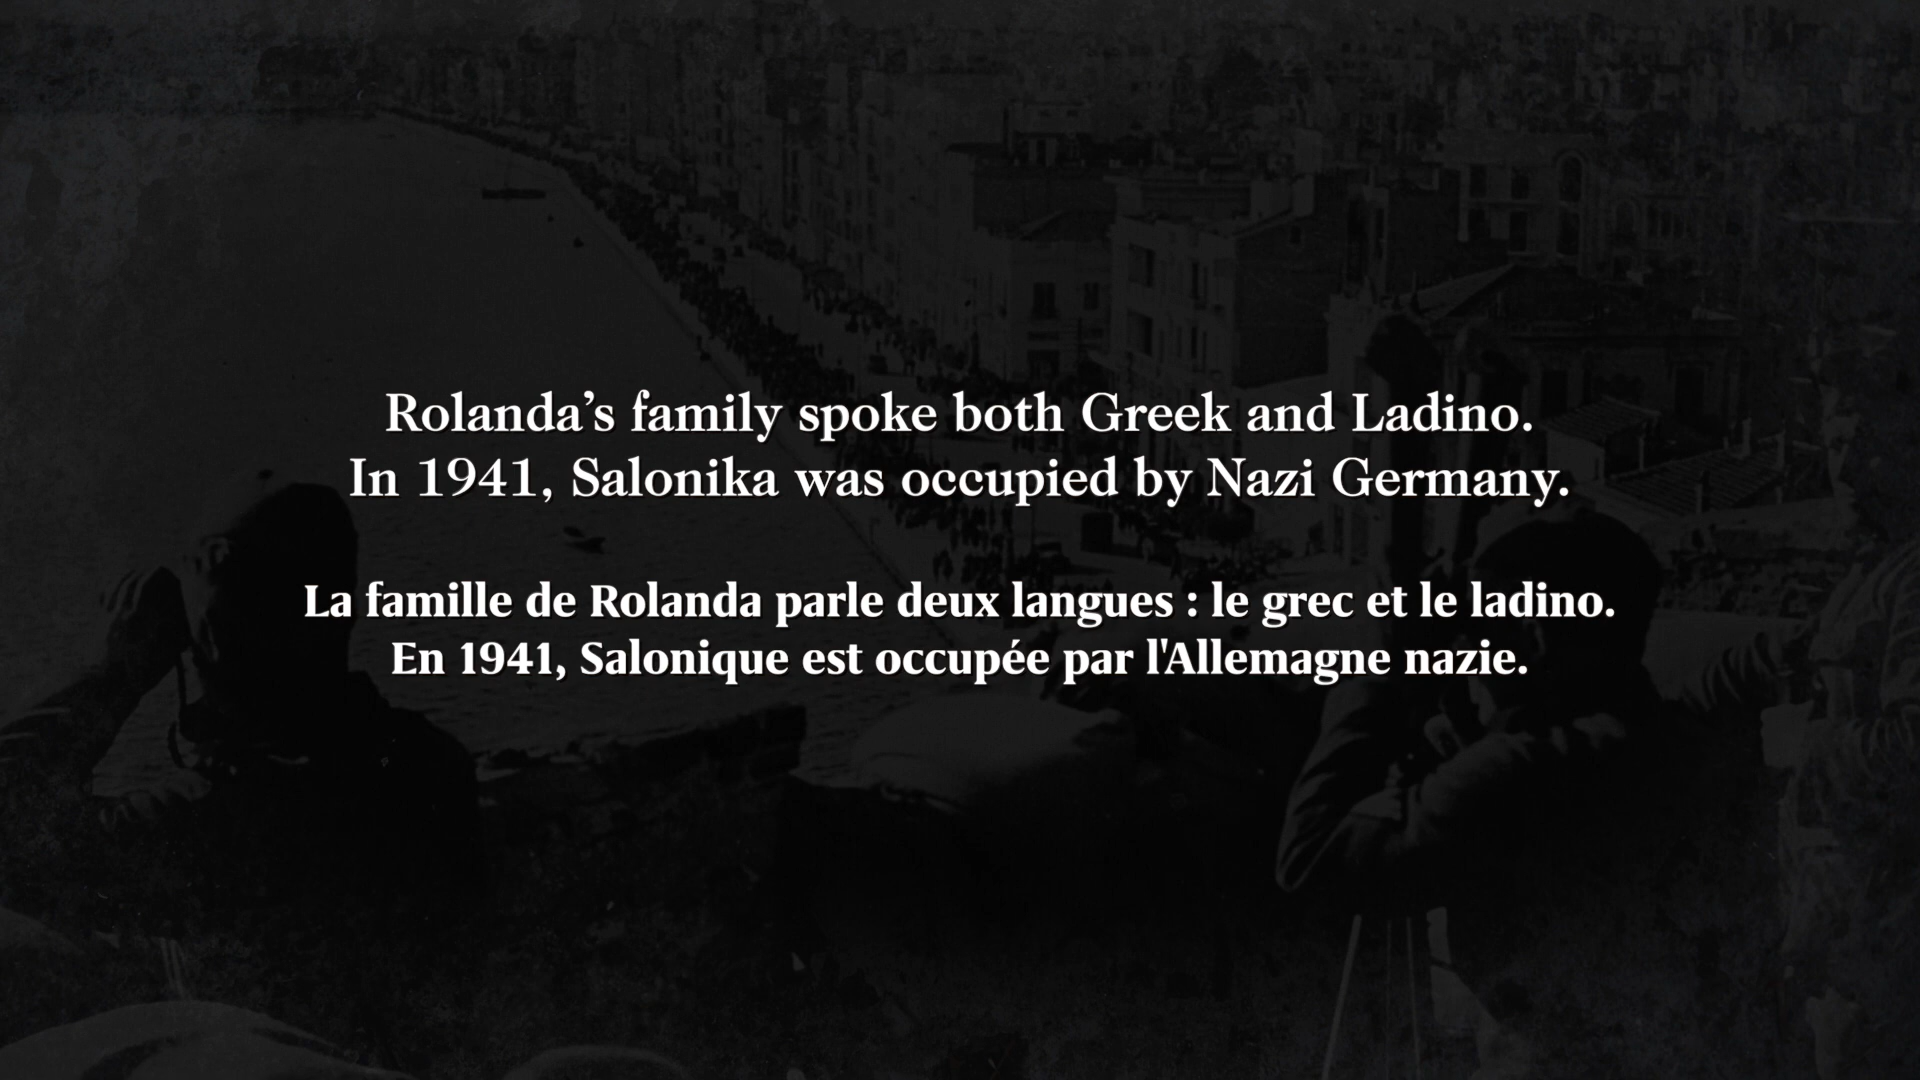 Rolanda’s family spoke both Greek and Ladino.
In 1941, Salonika was occupied by Nazi Germany.
La famille de Rolanda parle deux langues : le grec et le ladino.
En 1941, Salonique est occupée par l'Allemagne nazie.